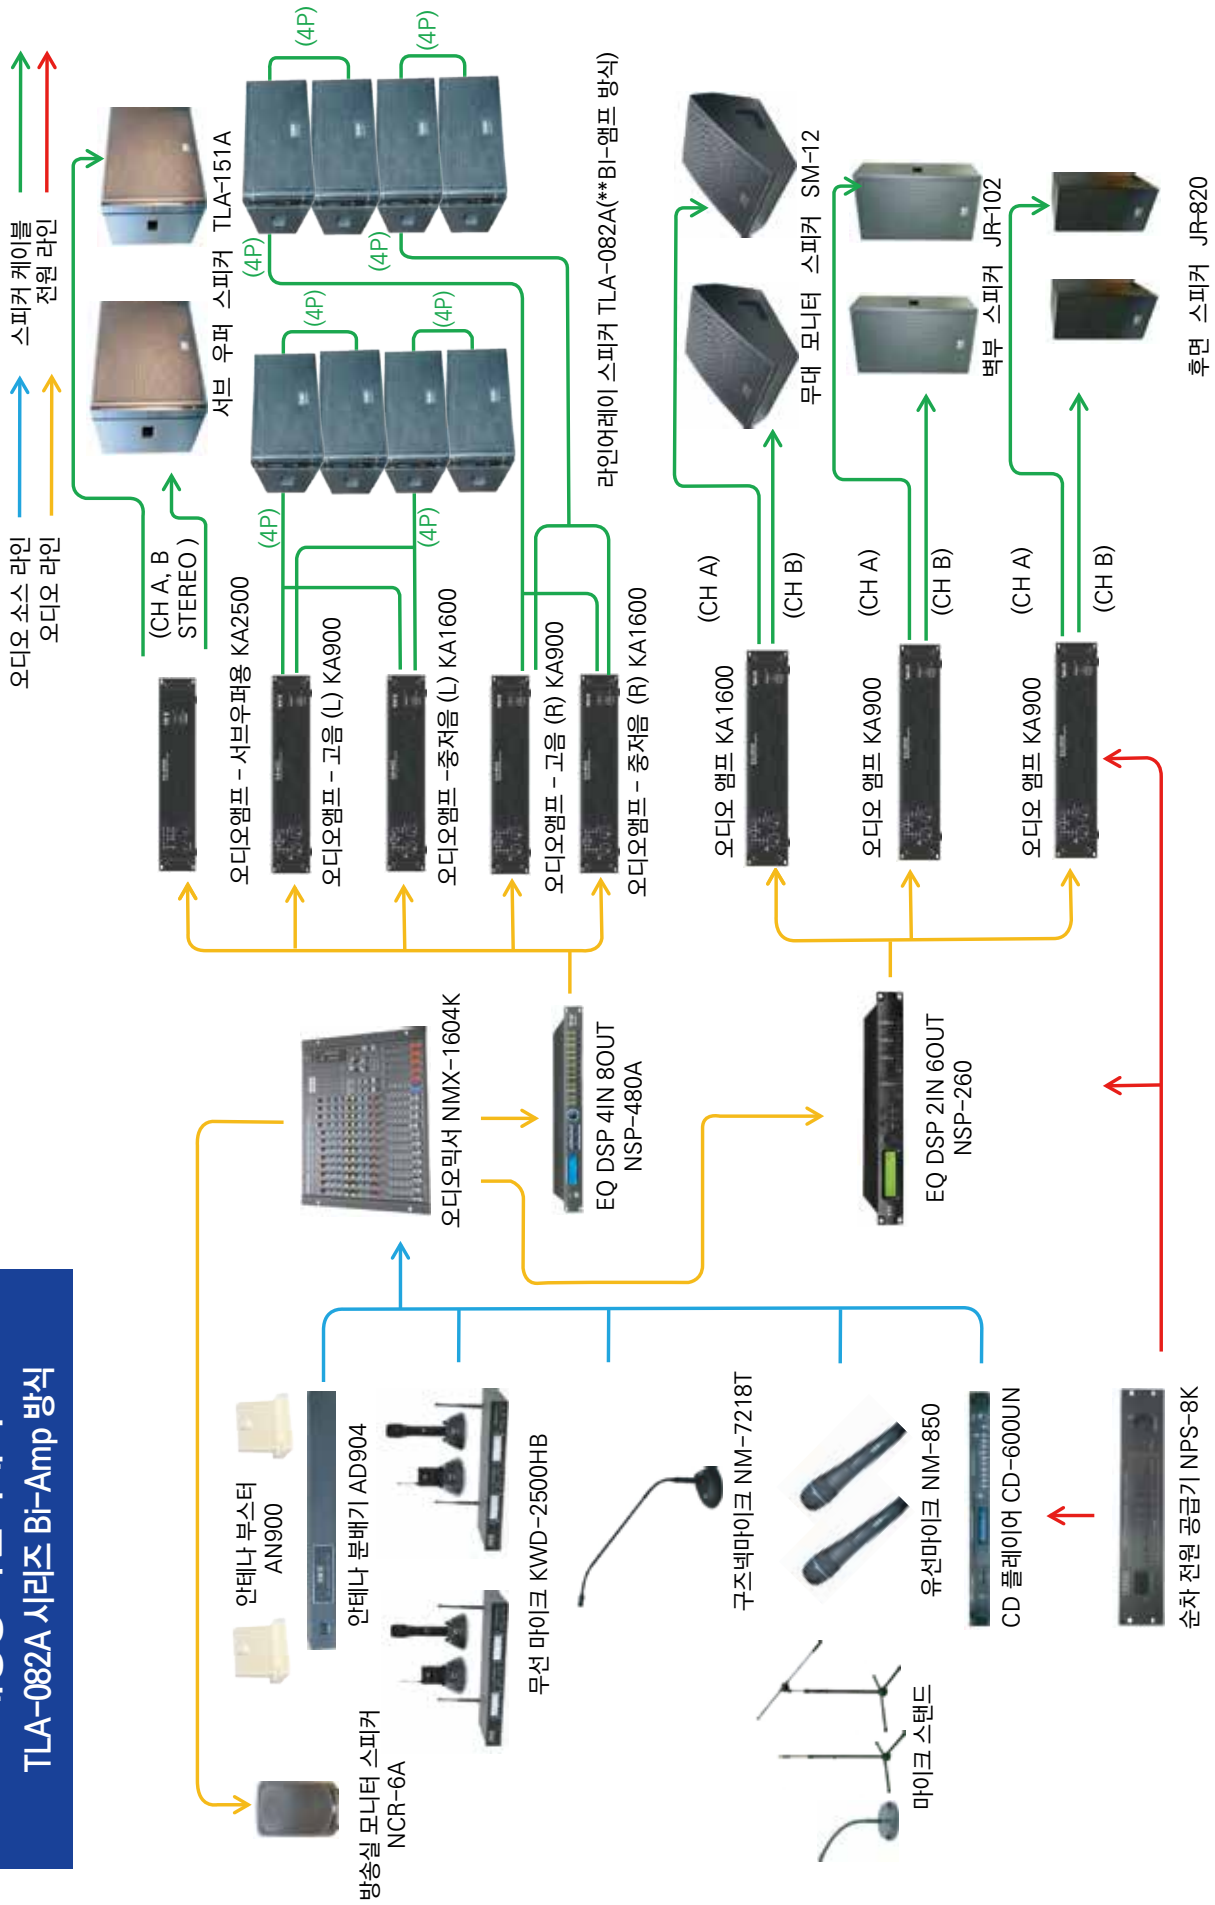 TLA-082A 시리즈 Bi-Amp 방식
오디오 소스 라인
스피커 케이블
오디오 라인
전원 라인
방송실 모니터 스피커
NCR-6A
안테나 부스터
AN900
안테나 분배기 AD904
무선 마이크 KWD-2500HB
구즈넥마이크 NM-7218T
유선마이크 NM-850
마이크 스탠드
CD 플레이어 CD-600UN
순차 전원 공급기 NPS-8K
오디오믹서 NMX-1604K
EQ DSP 4IN 8OUT
NSP-480A
EQ DSP 2IN 6OUT
NSP-260
오디오앰프 - 서브우퍼용 KA2500
오디오앰프 - 고음 (L) KA900
오디오앰프 -중저음 (L) KA1600
오디오앰프 - 고음 (R) KA900
오디오앰프 - 중저음 (R) KA1600
오디오 앰프 KA1600
오디오 앰프 KA900
오디오 앰프 KA900
(CH A, B
STEREO )
(4P)
(4P)
(4P)
(4P)
(4P)
(4P)
(4P)
(4P)
(CH A)
(CH B)
(CH A)
(CH B)
(CH A)
(CH B)
서브 우퍼 스피커 TLA-151A
라인어레이 스피커 TLA-082A(**BI-앰프 방식)
무대 모니터 스피커 SM-12
벽부 스피커 JR-102
후면 스피커 JR-820